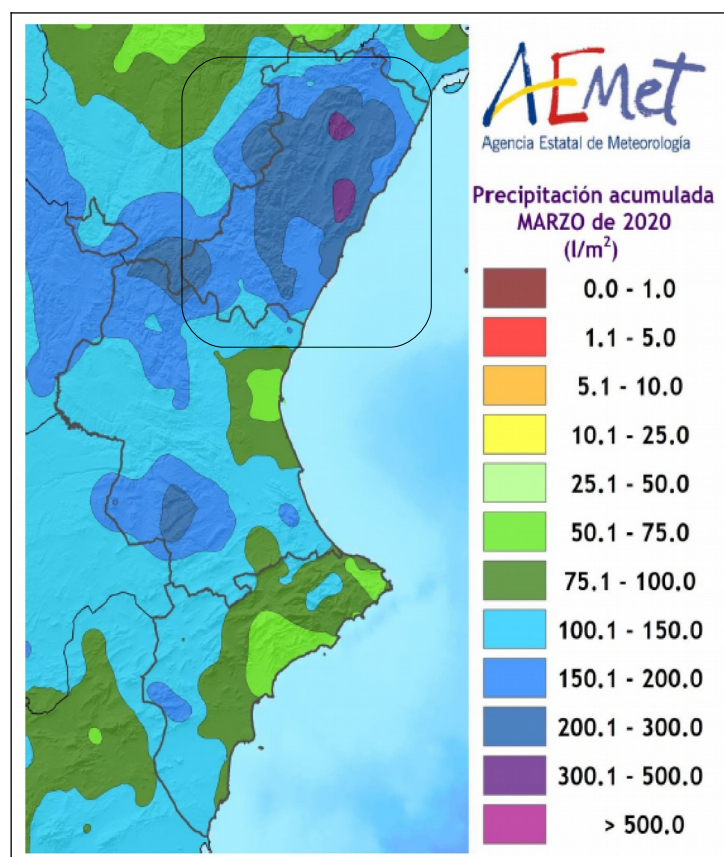 AEmet
Agencia Estatal de Meteorología
Precipitación acumulada
MARZO de 2020
(l/m²)
0.0 - 1.0
1.1 - 5.0
5.1 - 10.0
10.1 - 25.0
25.1 - 50.0
50.1 - 75.0
75.1 - 100.0
100.1 - 150.0
150.1 - 200.0
200.1 - 300.0
300.1 - 500.0
> 500.0